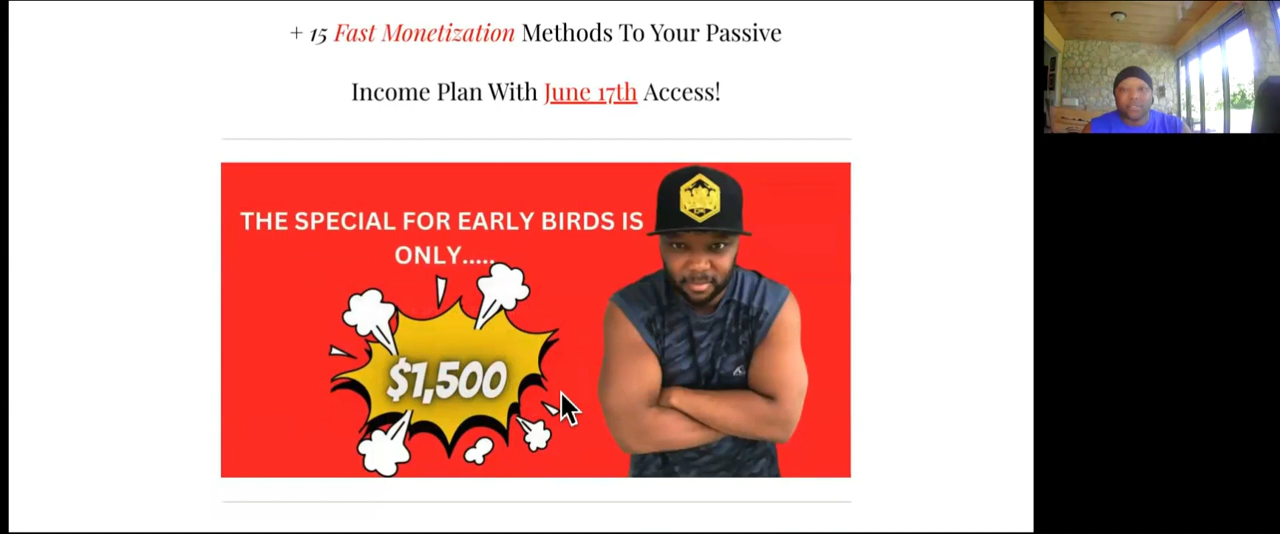 + 15 Fast Monetization Methods To Your Passive
Income Plan With June 17th Access!
THE SPECIAL FOR EARLY BIRDS IS
ONLY.....
$1,500